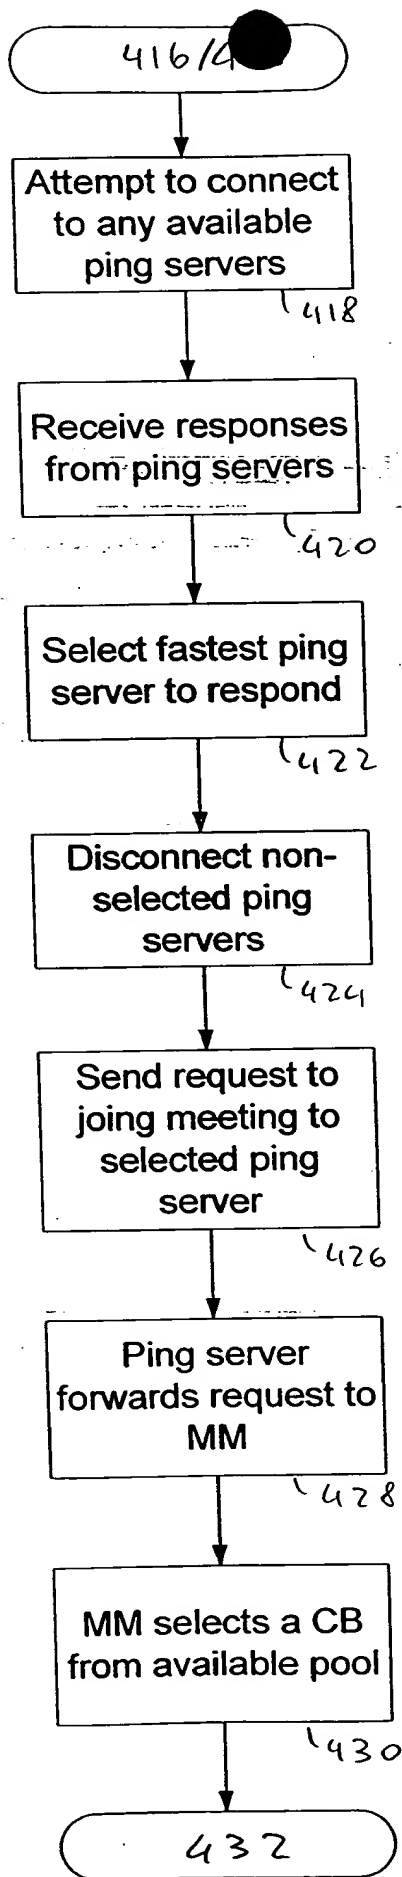 416/4
Attempt to connect
to any available
ping servers
418
Receive responses
from ping servers
420
Select fastest ping
server to respond
422
Disconnect non-
selected ping
servers
424
Send request to
joing meeting to
selected ping
server
426
Ping server
forwards request to
MM
428
MM selects a CB
from available pool
430
432